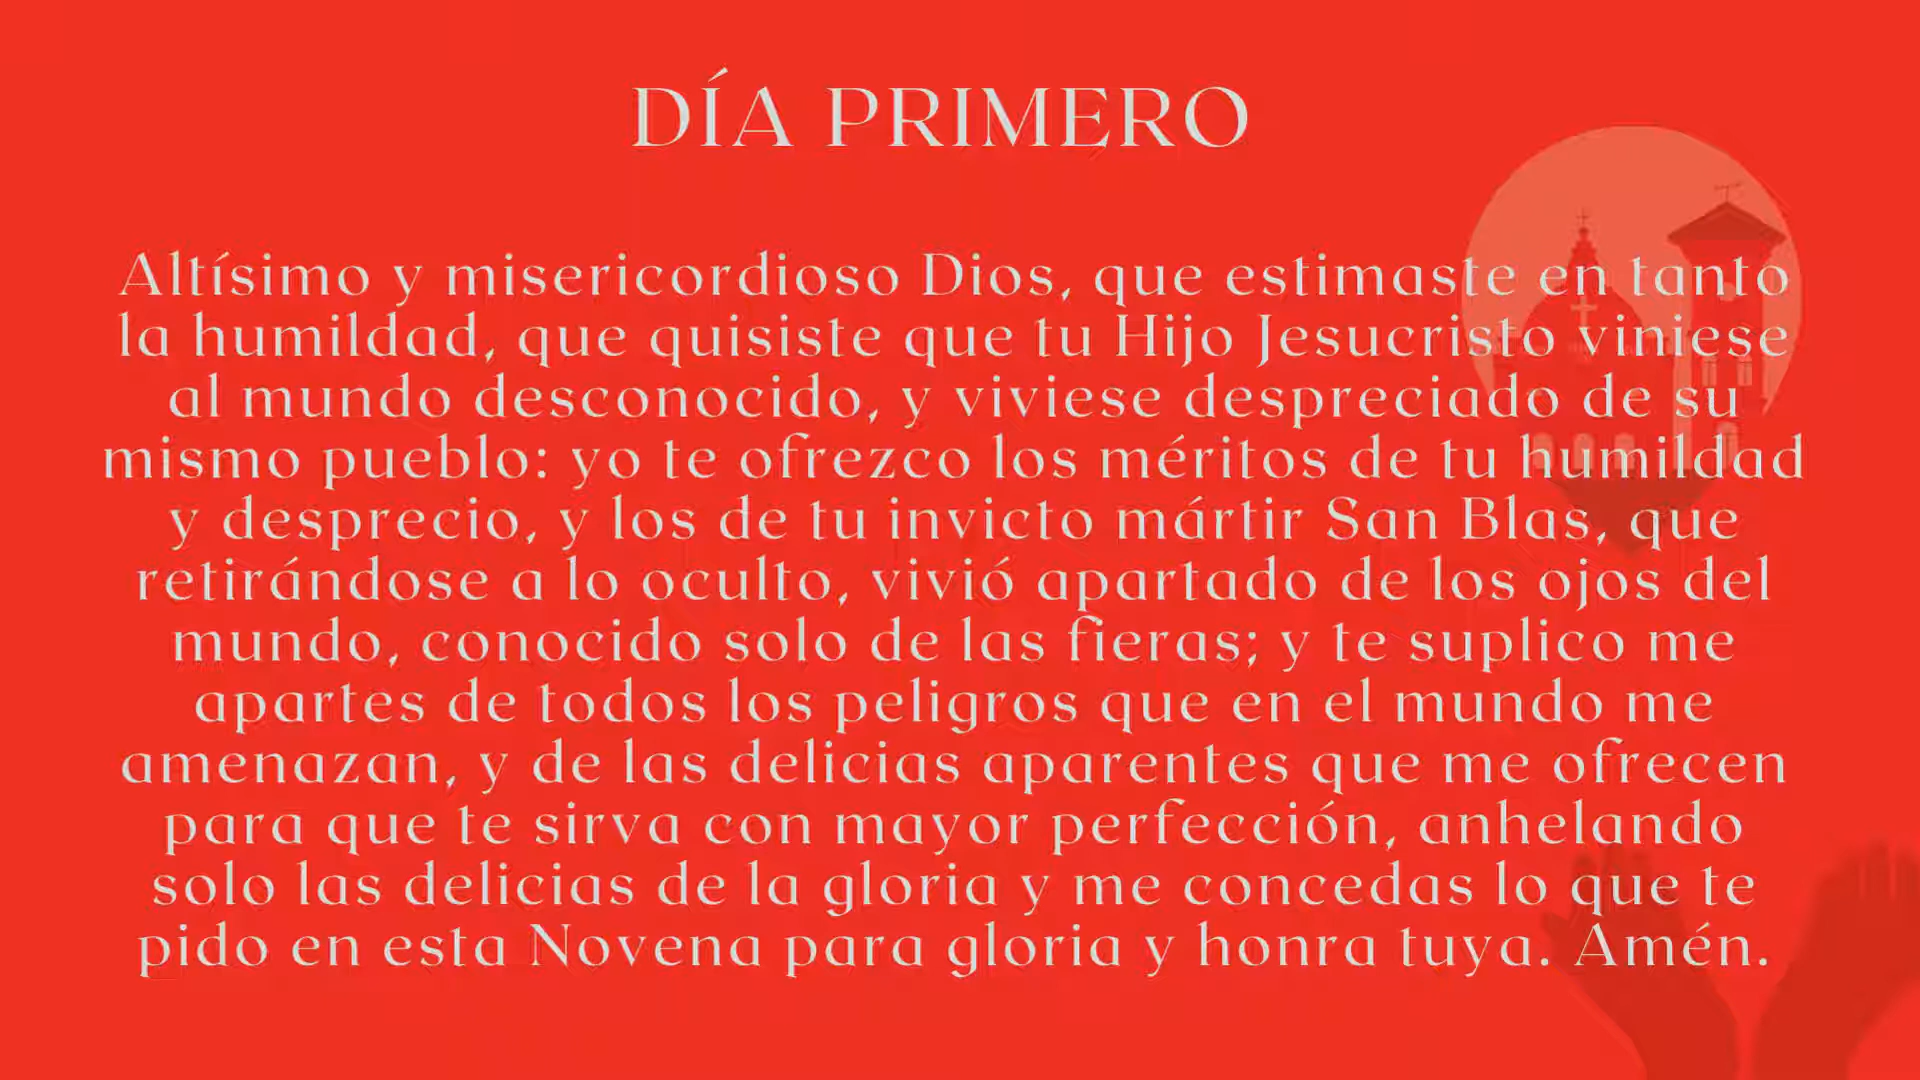 DÍA PRIMERO
Altísimo y misericordioso Dios, que estimaste en tanto
la humildad, que quisiste que tu Hijo Jesucristo viniese
al mundo desconocido, y viviese despreciado de su
mismo pueblo: yo te ofrezco los méritos de tu humildad
y desprecio, y los de tu invicto mártir San Blas, que
retirándose a lo oculto, vivió apartado de los ojos del
mundo, conocido solo de las fieras; y te suplico me
apartes de todos los peligros que en el mundo me
amenazan, y de las delicias aparentes que me ofrecen
para que te sirva con mayor perfección, anhelando
solo las delicias de la gloria y me concedas lo que te
pido en esta Novena para gloria y honra tuya. Amén.